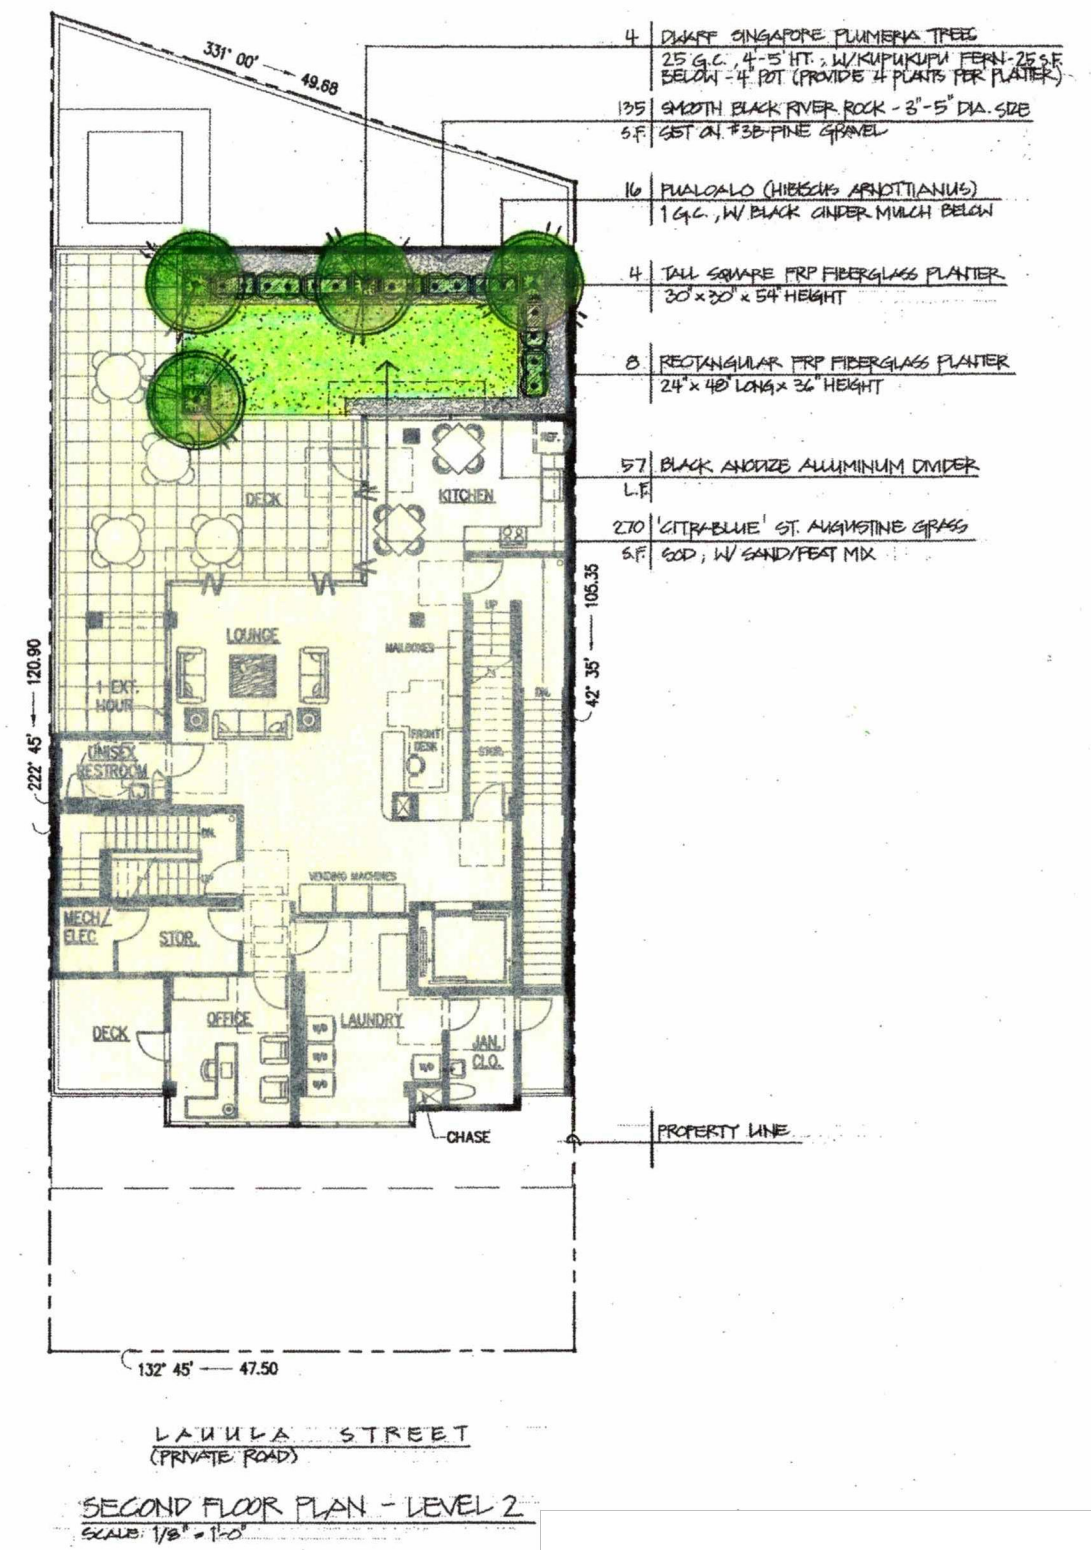 331° 00' 49.68
4 DWARF SINGAPORE PLUMERIA TREES
25 G.C., 4'-5' HT., W/KUPUKUPU FERN-25 S.F.
BELOW - 4" POT (PROVIDE 4 PLANTS PER PLANTER)
135 SMOOTH BLACK RIVER ROCK - 3"-5" DIA. SIZE
S.F. SET ON #3B-FINE GRAVEL
16 PUALOALO (HIBISCUS ARNOTTIANUS)
1 G.C., W/ BLACK CINDER MULCH BELOW
4 TALL SQUARE FRP FIBERGLASS PLANTER
30" x 30" x 54" HEIGHT
8 RECTANGULAR FRP FIBERGLASS PLANTER
24" x 48" LONG x 36" HEIGHT
57 BLACK ANODIZE ALUMINUM DIVIDER
L.F.
270 'CITRABLUE' ST. AUGUSTINE GRASS
S.F. SOD, W/ SAND/PEAT MIX
REF.
KITCHEN
DECK
42° 35' 105.35
UP
LOUNGE
MAILBOXES
1 EXT.
HOUR
DN.
222° 45' 120.90
FRONT
DESK
STOR.
UNISEX
RESTROOM
DN.
UP
VENDING MACHINES
MECH/
ELEC
STOR.
DECK
OFFICE
LAUNDRY
W/D
W/D
W/D
W/D
JAN.
CLO.
CHASE
PROPERTY LINE
132° 45' 47.50
LAUULA STREET
(PRIVATE ROAD)
SECOND FLOOR PLAN - LEVEL 2
SCALE: 1/8" = 1'-0"